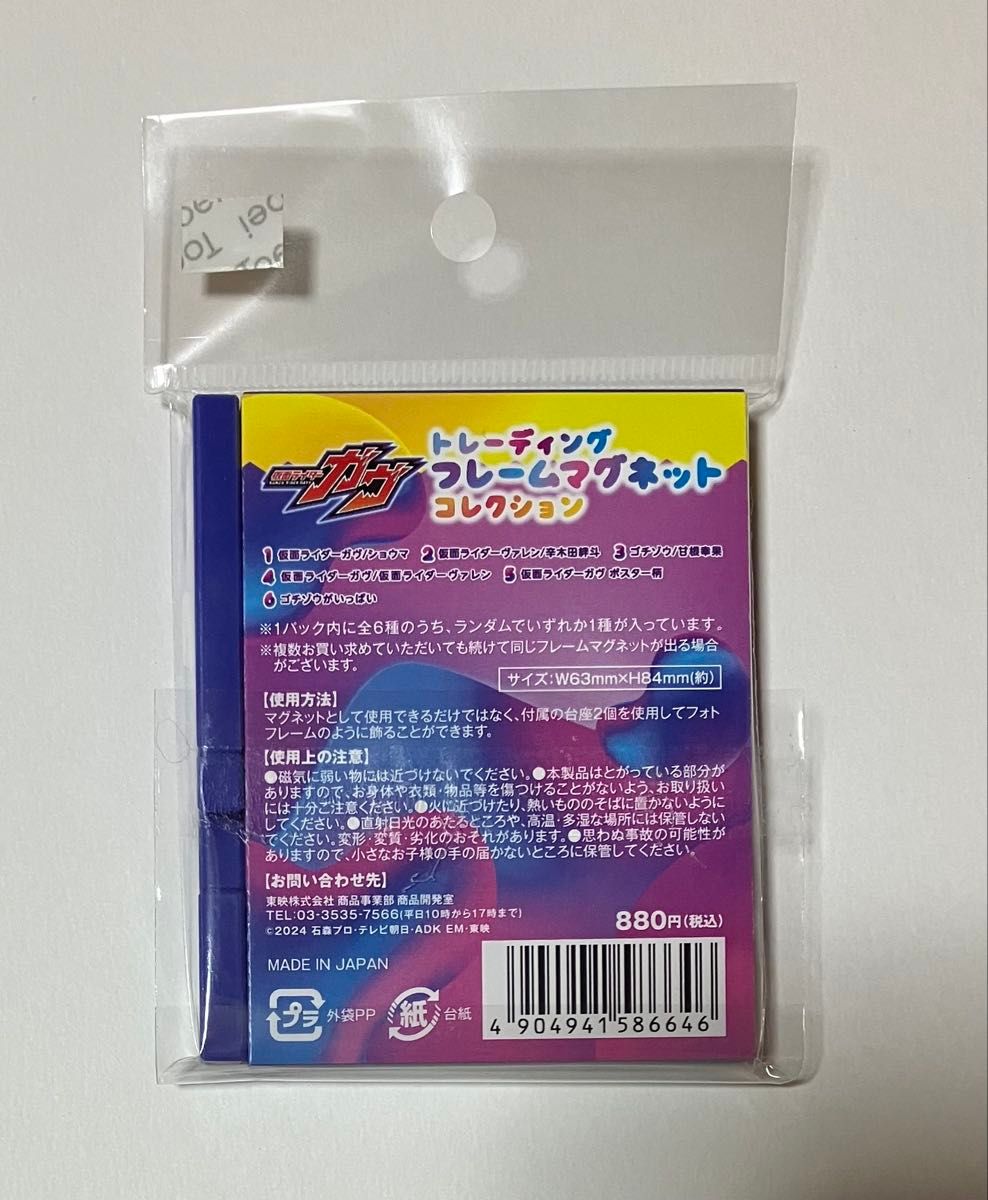 Toei
仮面ライダー ガヴ
KAMEN RIDER GAVV
トレーディング
フレームマグネット
コレクション
1 仮面ライダーガヴ/ショウマ 2 仮面ライダーヴァレン/辛木田絆斗 3 ゴチゾウ/甘根幸果
4 仮面ライダーガヴ/仮面ライダーヴァレン 5 仮面ライダーガヴ ポスター柄
6 ゴチゾウがいっぱい
※1パック内に全6種のうち、ランダムでいずれか1種が入っています。
※複数お買い求めていただいても続けて同じフレームマグネットが出る場合
がございます。
サイズ:W63mm×H84mm(約)
【使用方法】
マグネットとして使用できるだけではなく、付属の台座2個を使用してフォト
フレームのように飾ることができます。
【使用上の注意】
●磁気に弱い物には近づけないでください。●本製品はとがっている部分が
ありますので、お身体や衣類・物品等を傷つけることがないよう、お取り扱い
には十分ご注意ください。●火に近づけたり、熱いもののそばに置かないように
してください。●直射日光のあたるところや、高温・多湿な場所には保管しない
でください。変形・変質・劣化のおそれがあります。●思わぬ事故の可能性が
ありますので、小さなお子様の手の届かないところに保管してください。
【お問い合わせ先】
東映株式会社 商品事業部 商品開発室
TEL:03-3535-7566(平日10時から17時まで)
©2024 石森プロ・テレビ朝日・ADK EM・東映
880円(税込)
MADE IN JAPAN
プラ 外袋PP 紙 台紙
4 904941 586646